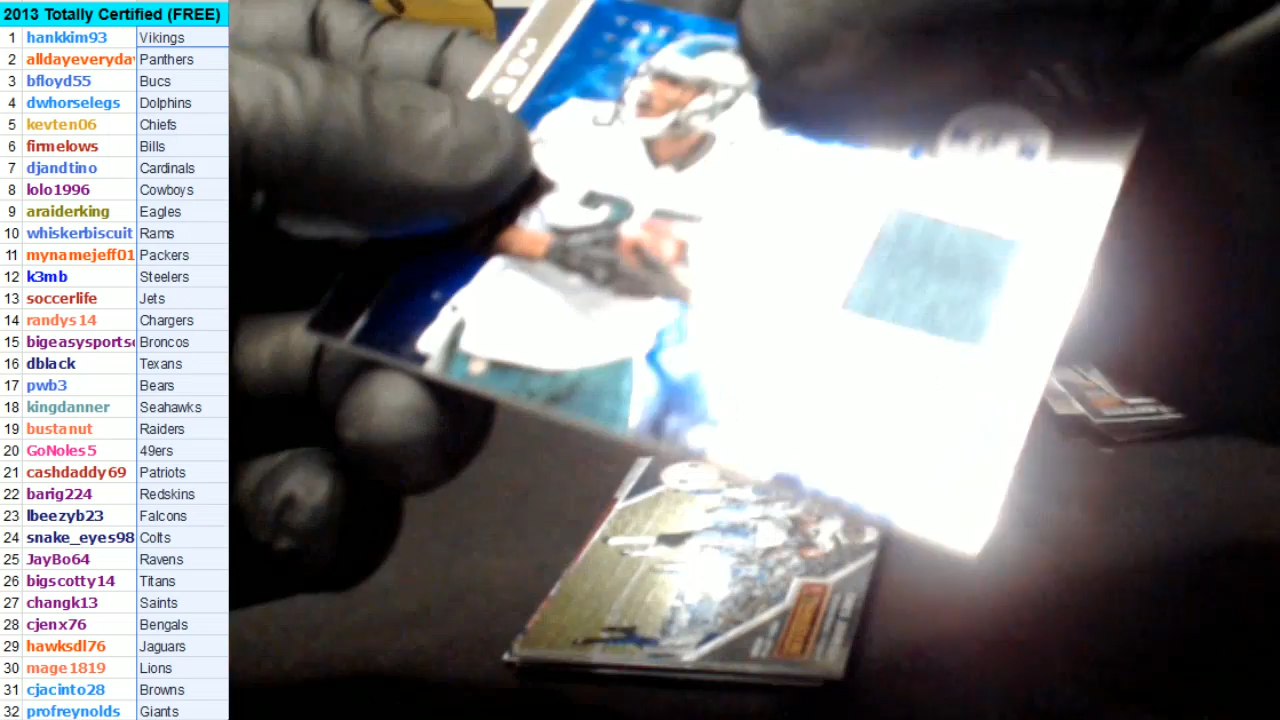 2013 Totally Certified (FREE)
1 hankkim93 Vikings
2 alldayeveryday Panthers
3 bfloyd55 Bucs
4 dwhorselegs Dolphins
5 kevten06 Chiefs
6 firmelows Bills
7 djandtino Cardinals
8 lolo1996 Cowboys
9 araiderking Eagles
10 whiskerbiscuit Rams
11 mynamejeff01 Packers
12 k3mb Steelers
13 soccerlife Jets
14 randys14 Chargers
15 bigeasysports Broncos
16 dblack Texans
17 pwb3 Bears
18 kingdanner Seahawks
19 bustanut Raiders
20 GoNoles5 49ers
21 cashdaddy69 Patriots
22 barig224 Redskins
23 lbeezyb23 Falcons
24 snake_eyes98 Colts
25 JayBo64 Ravens
26 bigscotty14 Titans
27 changk13 Saints
28 cjenx76 Bengals
29 hawksdl76 Jaguars
30 mage1819 Lions
31 cjacinto28 Browns
32 profreynolds Giants
25